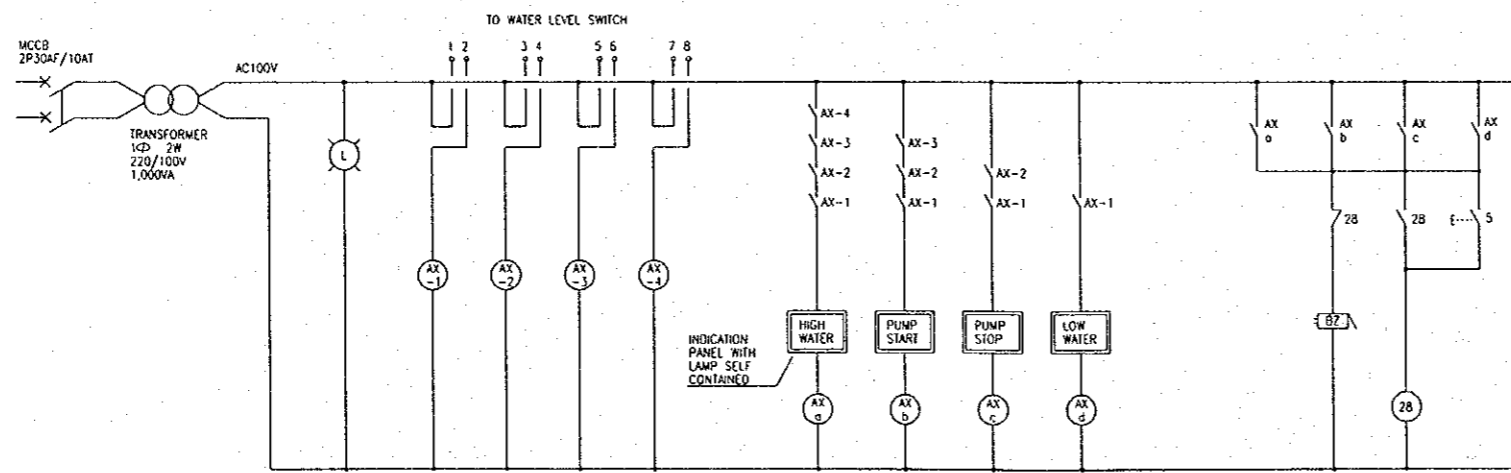 TO WATER LEVEL SWITCH
MCCB
2P30AF/10AT
1 2 3 4 5 6 7 8
AC100V
TRANSFORMER
1Φ 2W
220/100V
1,000VA
L
AX-4
AX-3
AX-2
AX-1
AX-3
AX-2
AX-1
AX-2
AX-1
AX-1
AX
a
AX
b
AX
c
AX
d
28
28
E
5
AX
-1
AX
-2
AX
-3
AX
-4
HIGH
WATER
PUMP
START
PUMP
STOP
LOW
WATER
BZ
INDICATION
PANEL WITH
LAMP SELF
CONTAINED
AX
a
AX
b
AX
c
AX
d
28